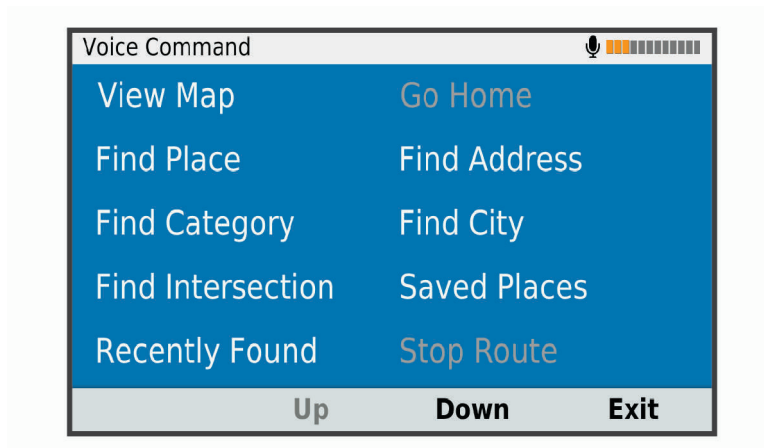 Voice Command
View Map Go Home
Find Place Find Address
Find Category Find City
Find Intersection Saved Places
Recently Found Stop Route
Up Down Exit